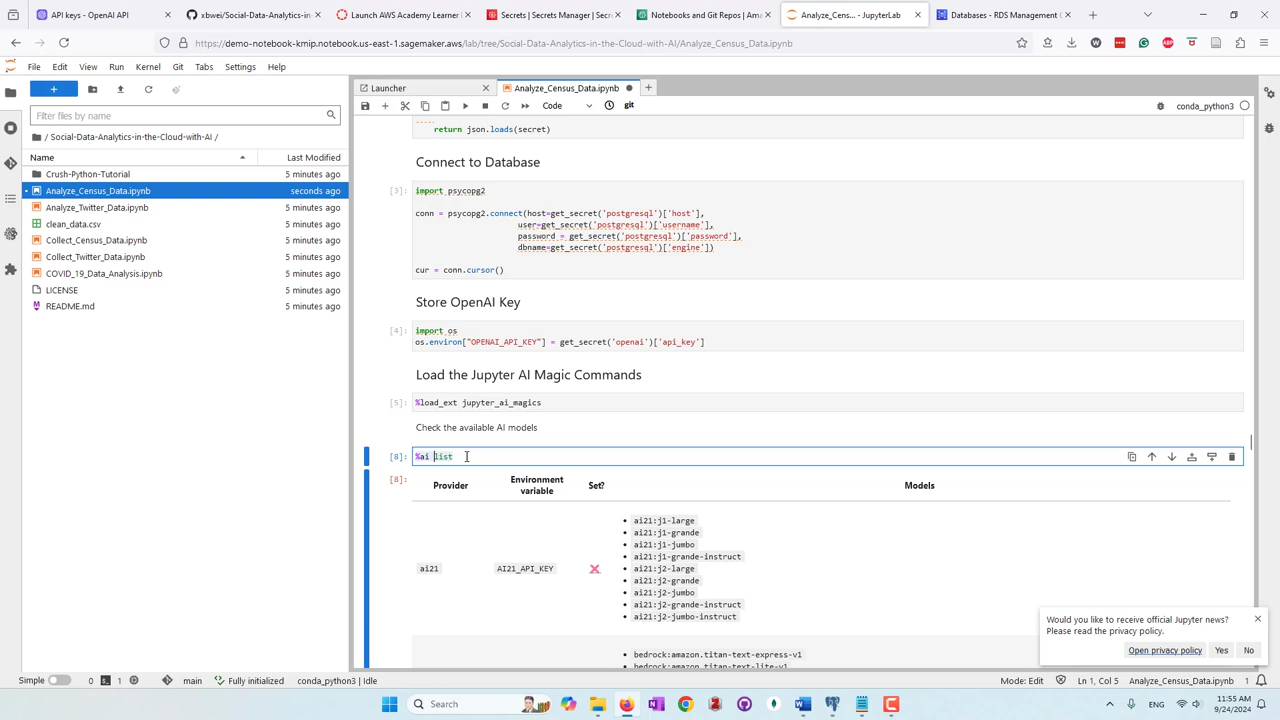 API keys - OpenAI API
xbwei/Social-Data-Analytics-in
Launch AWS Academy Learner
Secrets | Secrets Manager | S
Notebooks and Git Repos | Am
Analyze_Cens... - JupyterLab
Databases - RDS Management
https://demo-notebook-kmip.notebook.us-east-1.sagemaker.aws/lab/tree/Social-Data-Analytics-in-the-Cloud-with-AI/Analyze_Census_Data.ipynb
File Edit View Run Kernel Git Tabs Settings Help
Launcher
Analyze_Census_Data.ipynb
Code
git
conda_python3
Filter files by name
/ Social-Data-Analytics-in-the-Cloud-with-AI /
Name Last Modified
Crush-Python-Tutorial 5 minutes ago
Analyze_Census_Data.ipynb seconds ago
Analyze_Twitter_Data.ipynb 5 minutes ago
clean_data.csv 5 minutes ago
Collect_Census_Data.ipynb 5 minutes ago
Collect_Twitter_Data.ipynb 5 minutes ago
COVID_19_Data_Analysis.ipynb 5 minutes ago
LICENSE 5 minutes ago
README.md 5 minutes ago
return json.loads(secret)
Connect to Database
[3]: import psycopg2
conn = psycopg2.connect(host=get_secret('postgresql')['host'],
user=get_secret('postgresql')['username'],
password = get_secret('postgresql')['password'],
dbname=get_secret('postgresql')['engine'])
cur = conn.cursor()
Store OpenAI Key
[4]: import os
os.environ["OPENAI_API_KEY"] = get_secret('openai')['api_key']
Load the Jupyter AI Magic Commands
[5]: %load_ext jupyter_ai_magics
Check the available AI models
[8]: %ai list
[8]: Provider Environment variable Set? Models
ai21 AI21_API_KEY
ai21:j1-large
ai21:j1-grande
ai21:j1-jumbo
ai21:j1-grande-instruct
ai21:j2-large
ai21:j2-grande
ai21:j2-jumbo
ai21:j2-grande-instruct
ai21:j2-jumbo-instruct
bedrock:amazon.titan-text-express-v1
bedrock:amazon.titan-text-lite-v1
Would you like to receive official Jupyter news?
Please read the privacy policy.
Open privacy policy Yes No
Simple 0 1 main Fully initialized conda_python3 | Idle Mode: Edit Ln 1, Col 5 Analyze_Census_Data.ipynb 1
Search
ENG
11:55 AM
9/24/2024